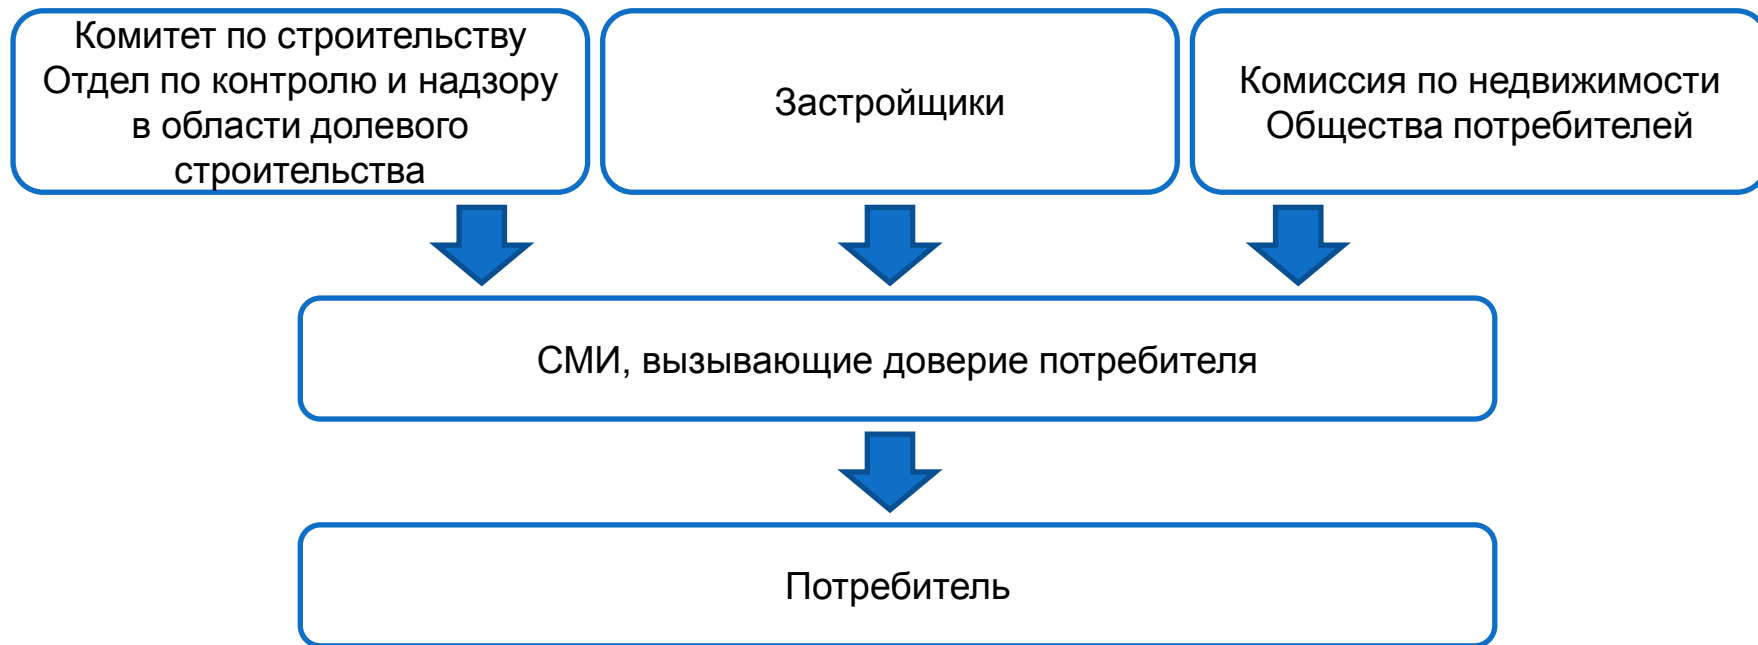 Комитет по строительству
Отдел по контролю и надзору
в области долевого
строительства
Застройщики
Комиссия по недвижимости
Общества потребителей
СМИ, вызывающие доверие потребителя
Потребитель